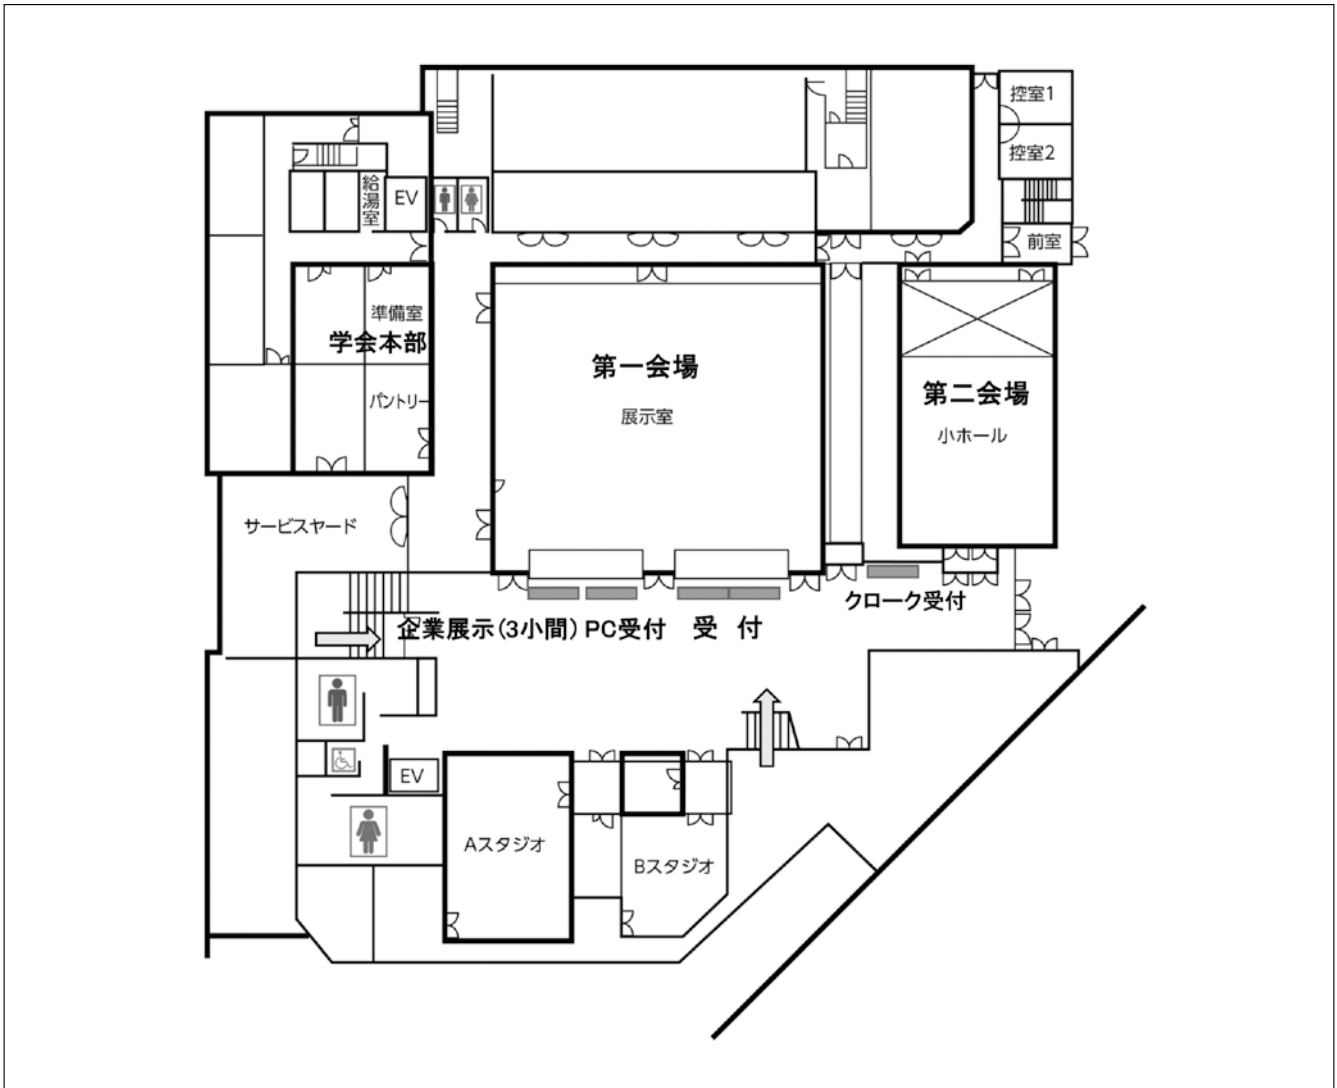 控室1
控室2
給湯室
EV
前室
準備室
学会本部
パントリー
第一会場
展示室
第二会場
小ホール
サービスヤード
クローク受付
企業展示(3小間) PC受付 受 付
EV
Aスタジオ
Bスタジオ